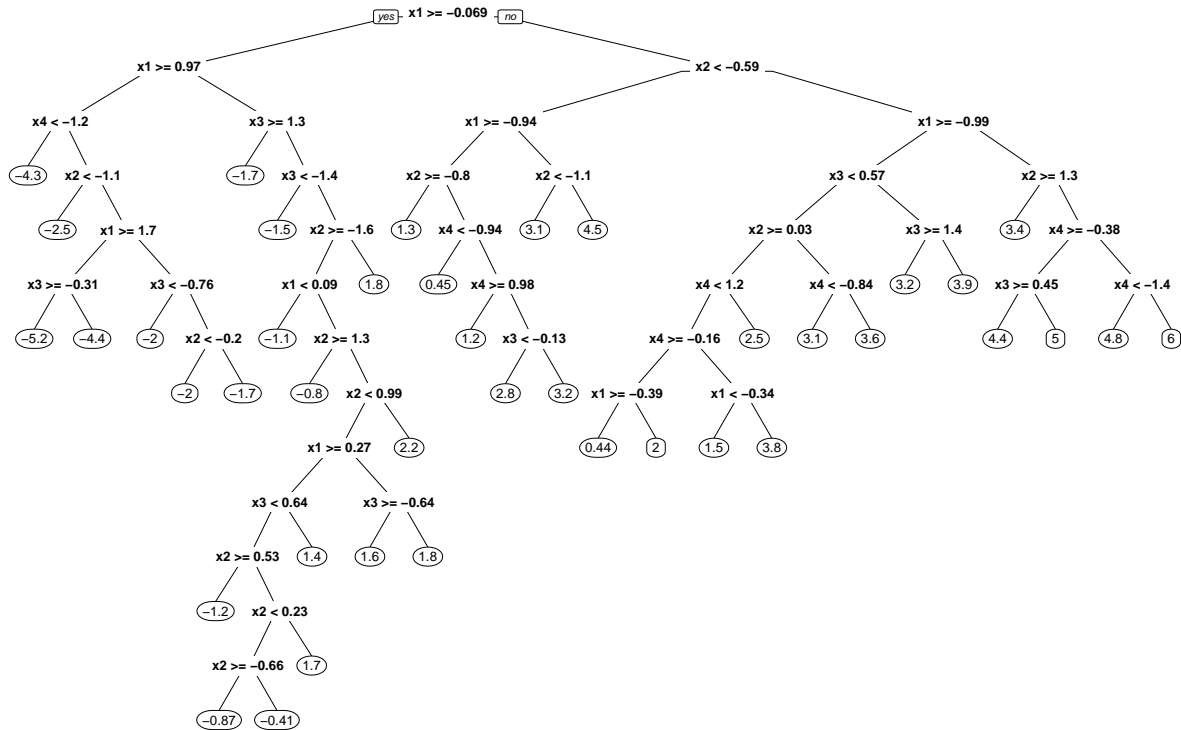 yes x1 >= −0.069 no
x1 >= 0.97 x2 < −0.59
x4 < −1.2 x3 >= 1.3 x1 >= −0.94 x1 >= −0.99
−4.3 x2 < −1.1 −1.7 x3 < −1.4 x2 >= −0.8 x2 < −1.1 x3 < 0.57 x2 >= 1.3
−2.5 x1 >= 1.7 −1.5 x2 >= −1.6 1.3 x4 < −0.94 3.1 4.5 x2 >= 0.03 x3 >= 1.4 3.4 x4 >= −0.38
x3 >= −0.31 x3 < −0.76 x1 < 0.09 1.8 0.45 x4 >= 0.98 x4 < 1.2 x4 < −0.84 3.2 3.9 x3 >= 0.45 x4 < −1.4
−5.2 −4.4 −2 x2 < −0.2 −1.1 x2 >= 1.3 1.2 x3 < −0.13 x4 >= −0.16 2.5 3.1 3.6 4.4 5 4.8 6
−2 −1.7 −0.8 x2 < 0.99 2.8 3.2 x1 >= −0.39 x1 < −0.34
x1 >= 0.27 2.2 0.44 2 1.5 3.8
x3 < 0.64 x3 >= −0.64
x2 >= 0.53 1.4 1.6 1.8
−1.2 x2 < 0.23
x2 >= −0.66 1.7
−0.87 −0.41